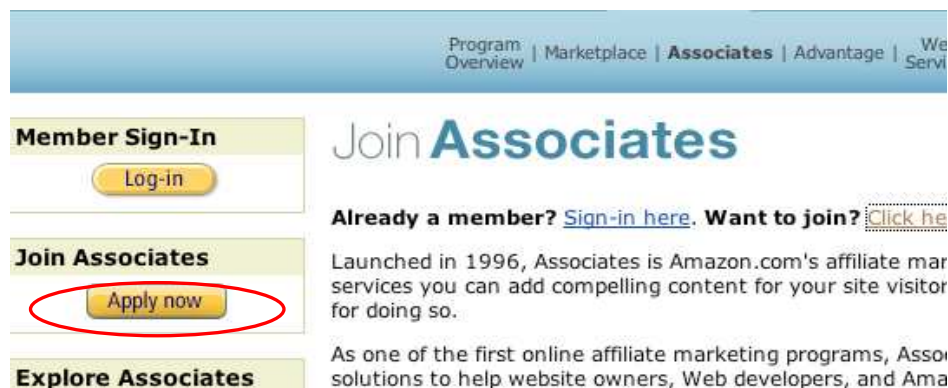 Program Overview | Marketplace | Associates | Advantage |
Member Sign-In
Log-in
Join Associates
Apply now
Explore Associates
Join Associates
Already a member? Sign-in here. Want to join? Click
Launched in 1996, Associates is Amazon.com's affiliate
services you can add compelling content for your site
for doing so.
As one of the first online affiliate marketing programs,
solutions to help website owners, Web developers, and